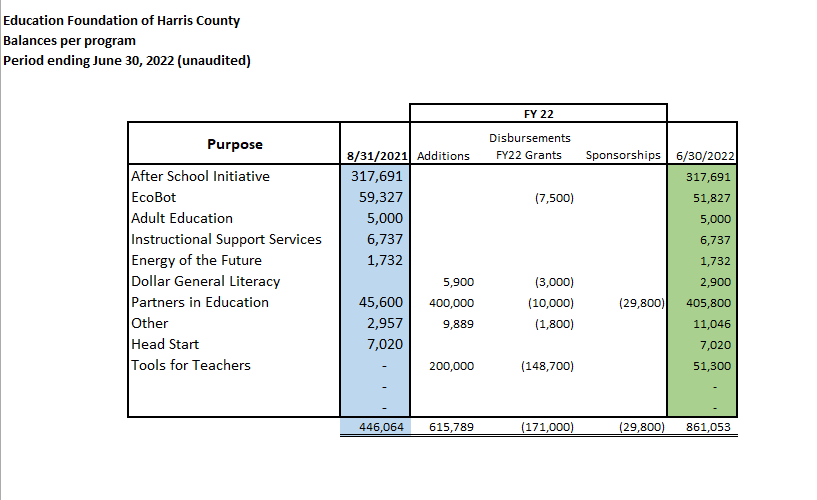 Education Foundation of Harris County
Balances per program
Period ending June 30, 2022 (unaudited)
FY 22
Purpose 8/31/2021 Additions Disbursements FY22 Grants Sponsorships 6/30/2022
After School Initiative 317,691 317,691
EcoBot 59,327 (7,500) 51,827
Adult Education 5,000 5,000
Instructional Support Services 6,737 6,737
Energy of the Future 1,732 1,732
Dollar General Literacy 5,900 (3,000) 2,900
Partners in Education 45,600 400,000 (10,000) (29,800) 405,800
Other 2,957 9,889 (1,800) 11,046
Head Start 7,020 7,020
Tools for Teachers - 200,000 (148,700) 51,300
- -
- -
446,064 615,789 (171,000) (29,800) 861,053